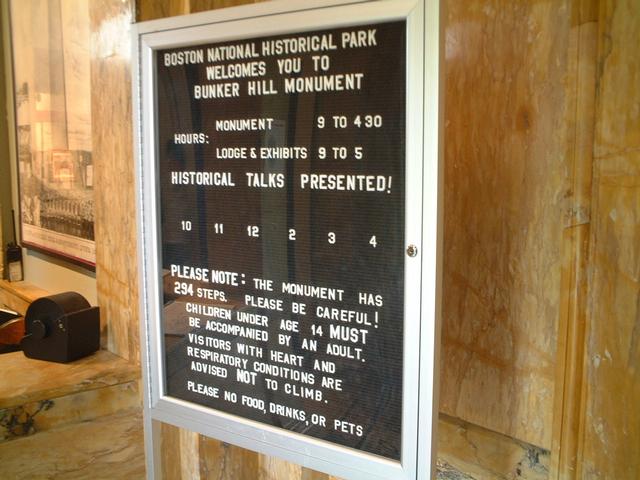 BOSTON NATIONAL HISTORICAL PARK
WELCOMES YOU TO
BUNKER HILL MONUMENT
HOURS: MONUMENT 9 TO 4 30
LODGE & EXHIBITS 9 TO 5
HISTORICAL TALKS PRESENTED!
10 11 12 2 3 4
PLEASE NOTE: THE MONUMENT HAS
294 STEPS. PLEASE BE CAREFUL!
CHILDREN UNDER AGE 14 MUST
BE ACCOMPANIED BY AN ADULT.
VISITORS WITH HEART AND
RESPIRATORY CONDITIONS ARE
ADVISED NOT TO CLIMB.
PLEASE NO FOOD, DRINKS, OR PETS